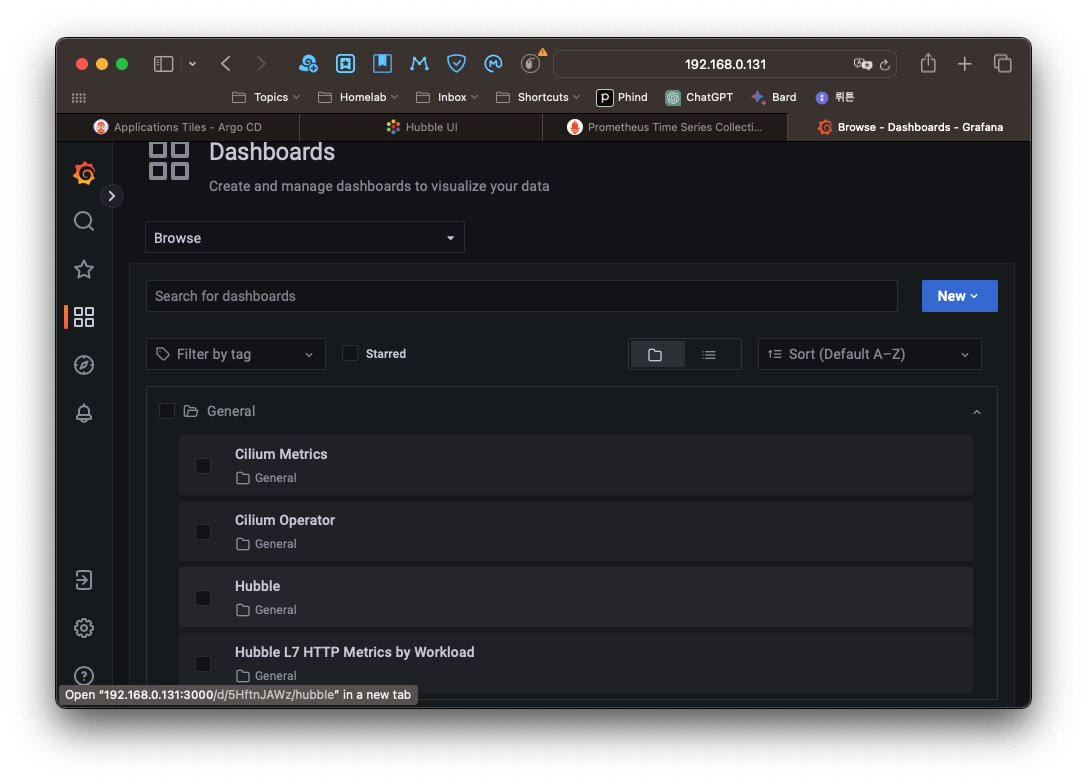 192.168.0.131
Topics
Homelab
Inbox
Shortcuts
Phind
ChatGPT
Bard
뤼튼
Applications Tiles - Argo CD
Hubble UI
Prometheus Time Series Collecti...
Browse - Dashboards - Grafana
Dashboards
Create and manage dashboards to visualize your data
Browse
Search for dashboards
New
Filter by tag
Starred
Sort (Default A–Z)
General
Cilium Metrics
General
Cilium Operator
General
Hubble
General
Hubble L7 HTTP Metrics by Workload
General
Open “192.168.0.131:3000/d/5HftnJAWz/hubble” in a new tab